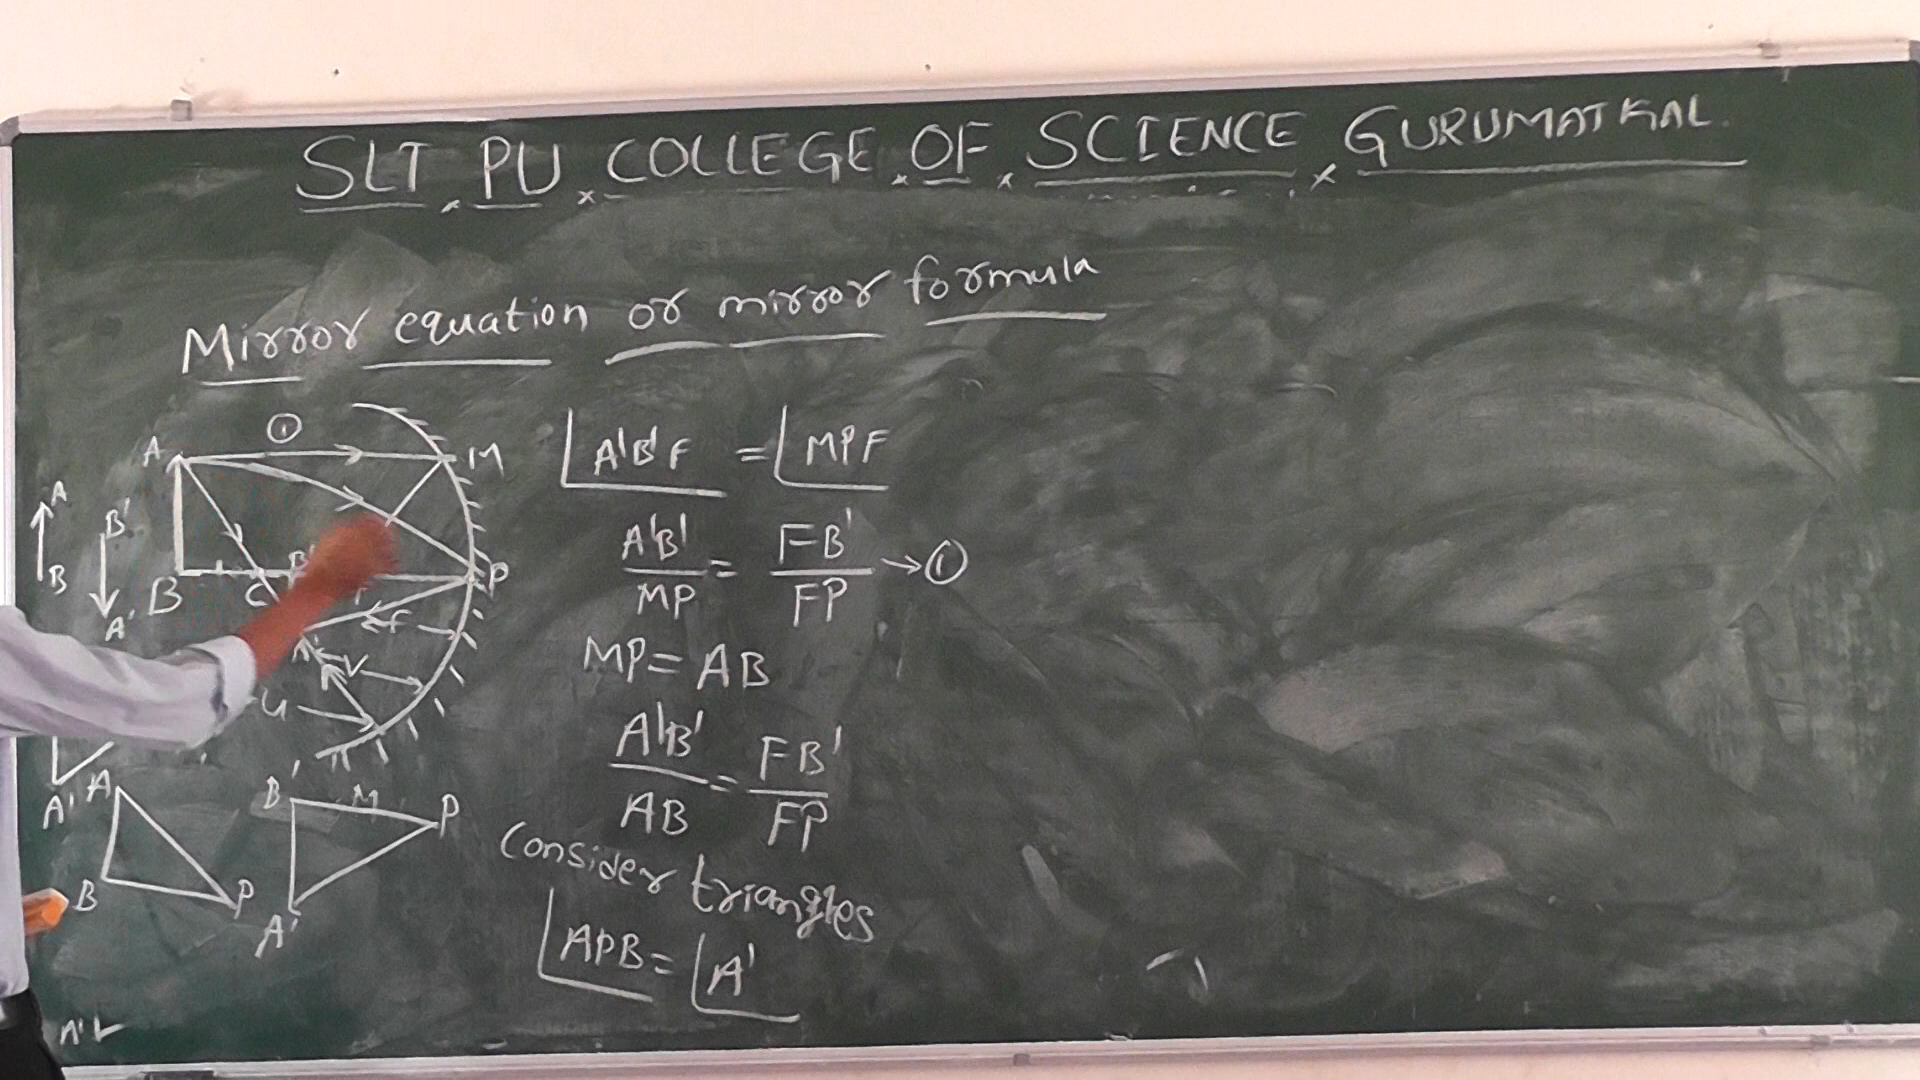 SLT PU COLLEGE OF SCIENCE GURUMATKAL.
Mirror equation or mirror formula
①
A M
A
B'
B
A'
B C B' P
f
A'
V
u
A'
A
B
P
B' M P
A'
A'
A'B'F = MPF
A'B' / MP = FB' / FP → ①
MP = AB
A'B' / AB = FB' / FP
Consider triangles
APB = A'